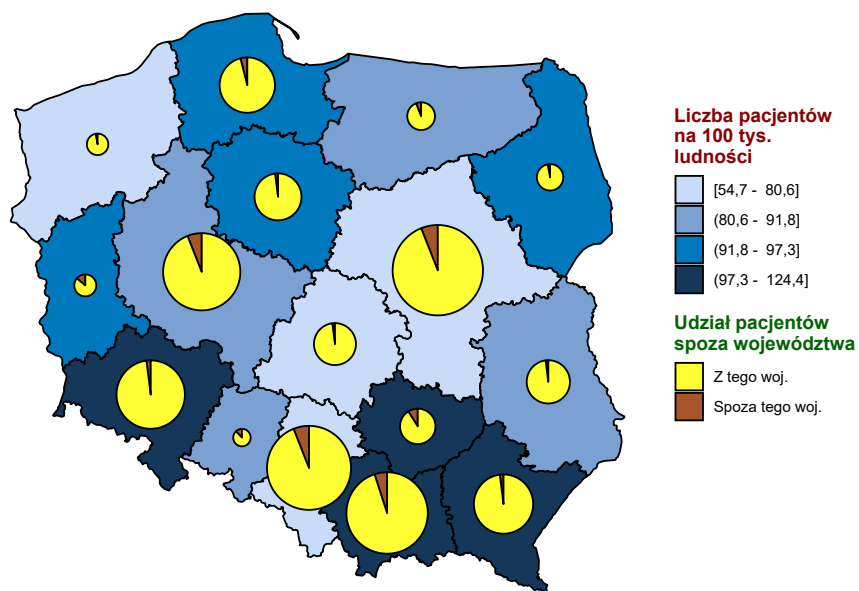 Liczba pacjentów
na 100 tys.
ludności
[54,7 - 80,6]
(80,6 - 91,8]
(91,8 - 97,3]
(97,3 - 124,4]
Udział pacjentów
spoza województwa
Z tego woj.
Spoza tego woj.